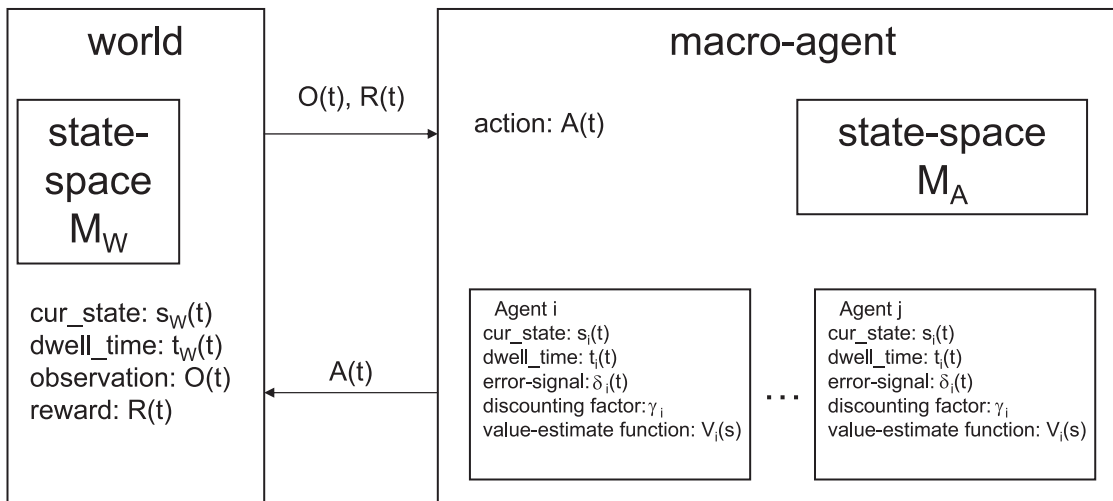 world
state-
space
M_W
cur_state: s_W(t)
dwell_time: t_W(t)
observation: O(t)
reward: R(t)
O(t), R(t)
A(t)
macro-agent
action: A(t)
state-space
M_A
Agent i
cur_state: s_i(t)
dwell_time: t_i(t)
error-signal: δ_i(t)
discounting factor: γ_i
value-estimate function: V_i(s)
...
Agent j
cur_state: s_i(t)
dwell_time: t_i(t)
error-signal: δ_i(t)
discounting factor: γ_i
value-estimate function: V_i(s)